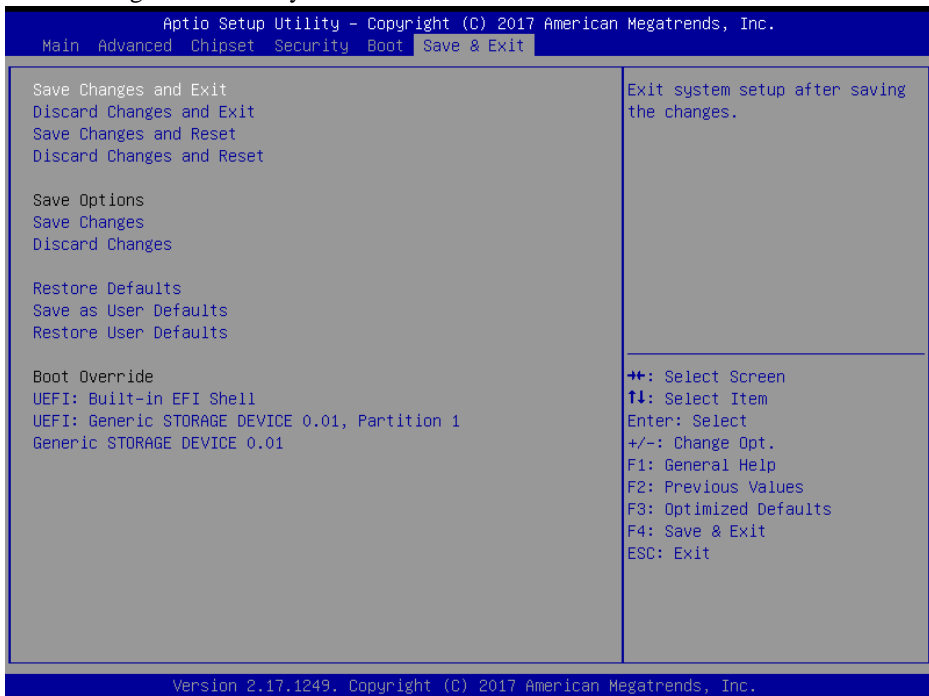 Aptio Setup Utility – Copyright (C) 2017 American Megatrends, Inc.
Main Advanced Chipset Security Boot Save & Exit
Save Changes and Exit
Discard Changes and Exit
Save Changes and Reset
Discard Changes and Reset
Save Options
Save Changes
Discard Changes
Restore Defaults
Save as User Defaults
Restore User Defaults
Boot Override
UEFI: Built-in EFI Shell
UEFI: Generic STORAGE DEVICE 0.01, Partition 1
Generic STORAGE DEVICE 0.01
Exit system setup after saving
the changes.
→←: Select Screen
↑↓: Select Item
Enter: Select
+/-: Change Opt.
F1: General Help
F2: Previous Values
F3: Optimized Defaults
F4: Save & Exit
ESC: Exit
Version 2.17.1249. Copyright (C) 2017 American Megatrends, Inc.